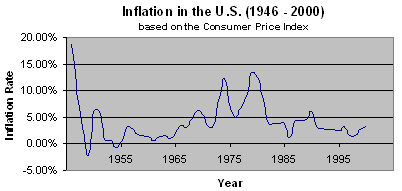 Inflation in the U.S. (1946 - 2000)
based on the Consumer Price Index
Inflation Rate
20.00%
15.00%
10.00%
5.00%
0.00%
-5.00%
1955 1965 1975 1985 1995
Year